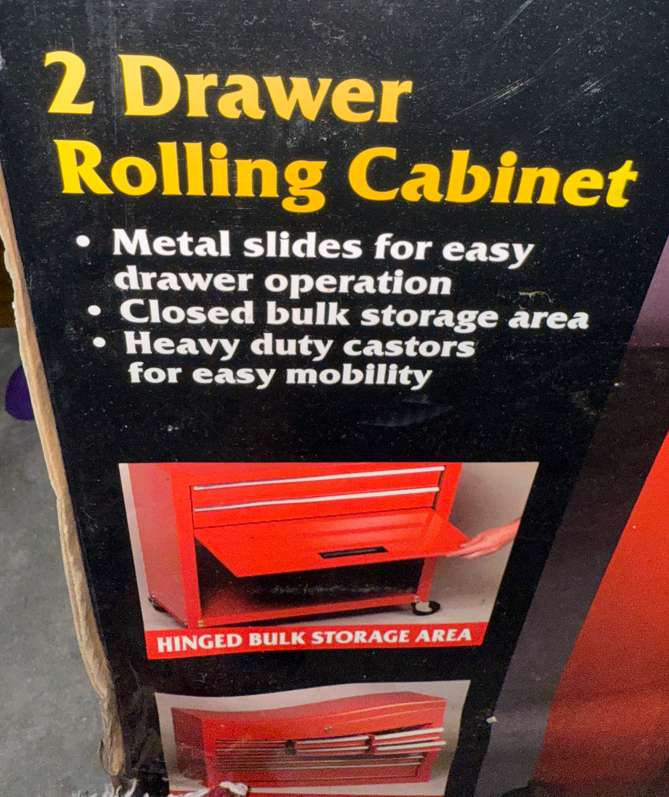 2 Drawer
Rolling Cabinet
• Metal slides for easy
drawer operation
• Closed bulk storage area
• Heavy duty castors
for easy mobility
HINGED BULK STORAGE AREA